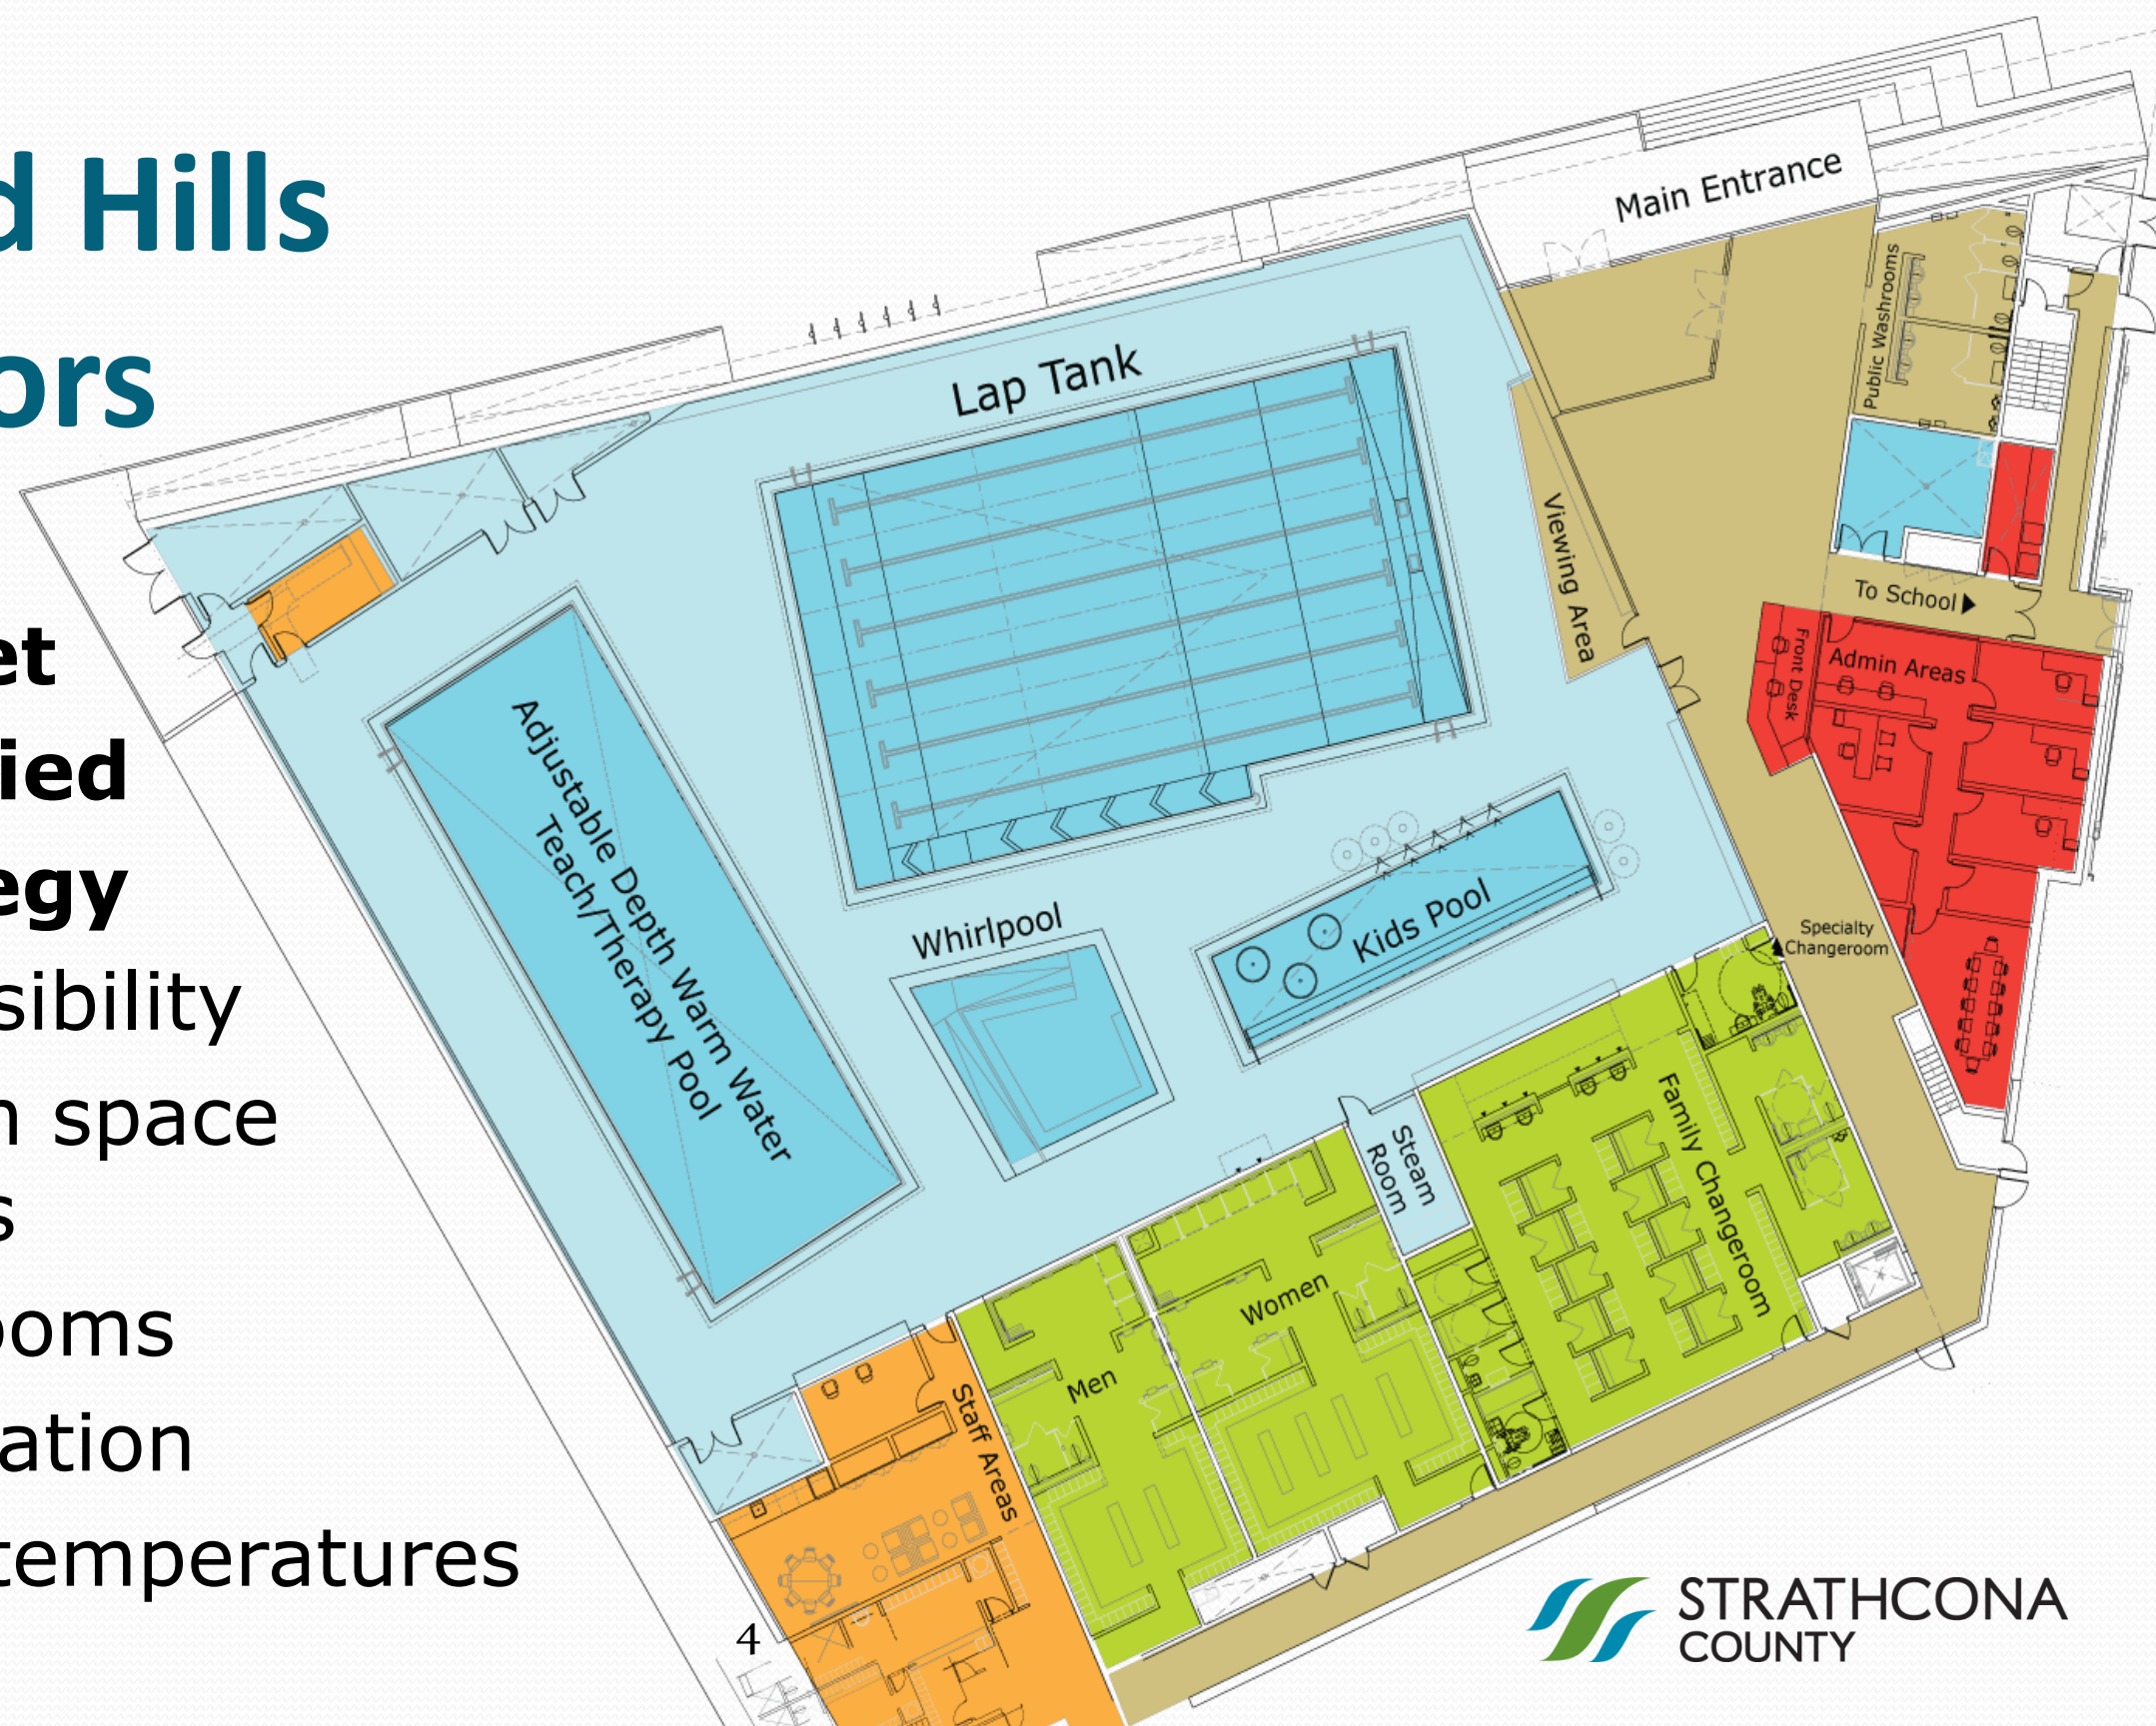 d Hills
ors
et
ied
egy
sibility
n space
s
ooms
ation
temperatures
4
Main Entrance
Public Washrooms
Lap Tank
Viewing Area
To School
Front Desk
Admin Areas
Adjustable Depth Warm Water
Teach/Therapy Pool
Whirlpool
Kids Pool
Specialty
Changeroom
Steam
Room
Family Changeroom
Women
Men
Staff Areas
STRATHCONA
COUNTY